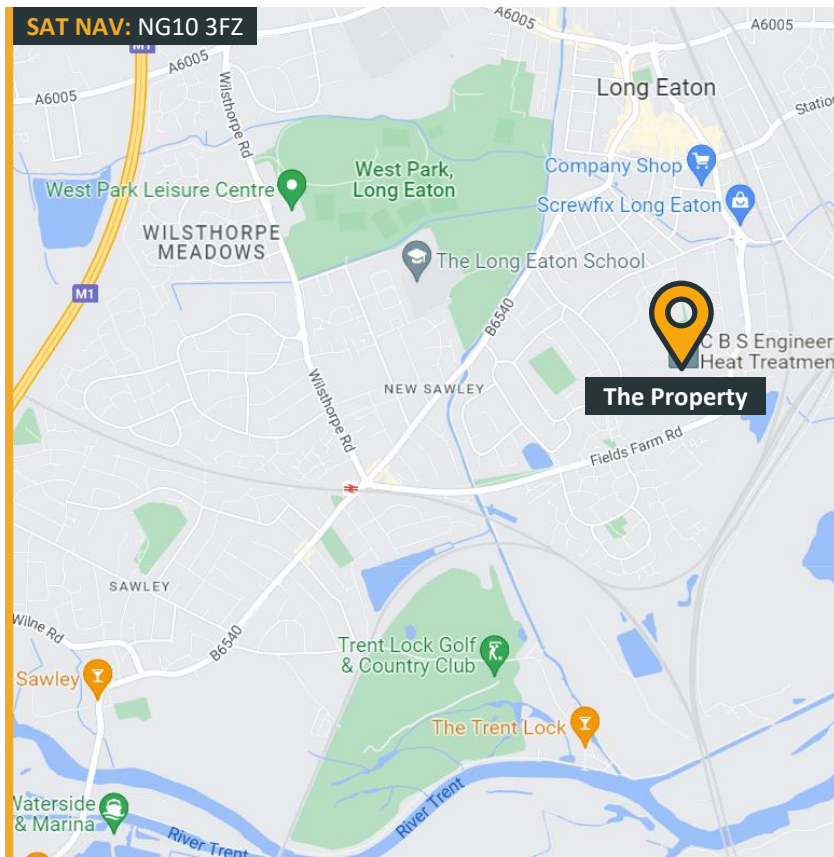 SAT NAV: NG10 3FZ
M1
A6005
A6005
A6005
A6005
Wilsthorpe Rd
Long Eaton
Station
Company Shop
West Park,
Long Eaton
West Park Leisure Centre
Screwfix Long Eaton
WILSTHORPE
MEADOWS
The Long Eaton School
M1
B6540
C B S Engineer
Heat Treatmen
NEW SAWLEY
The Property
Wilsthorpe Rd
Fields Farm Rd
SAWLEY
Wilne Rd
B6540
Trent Lock Golf
& Country Club
Sawley
The Trent Lock
Waterside
& Marina
River Trent
River Trent